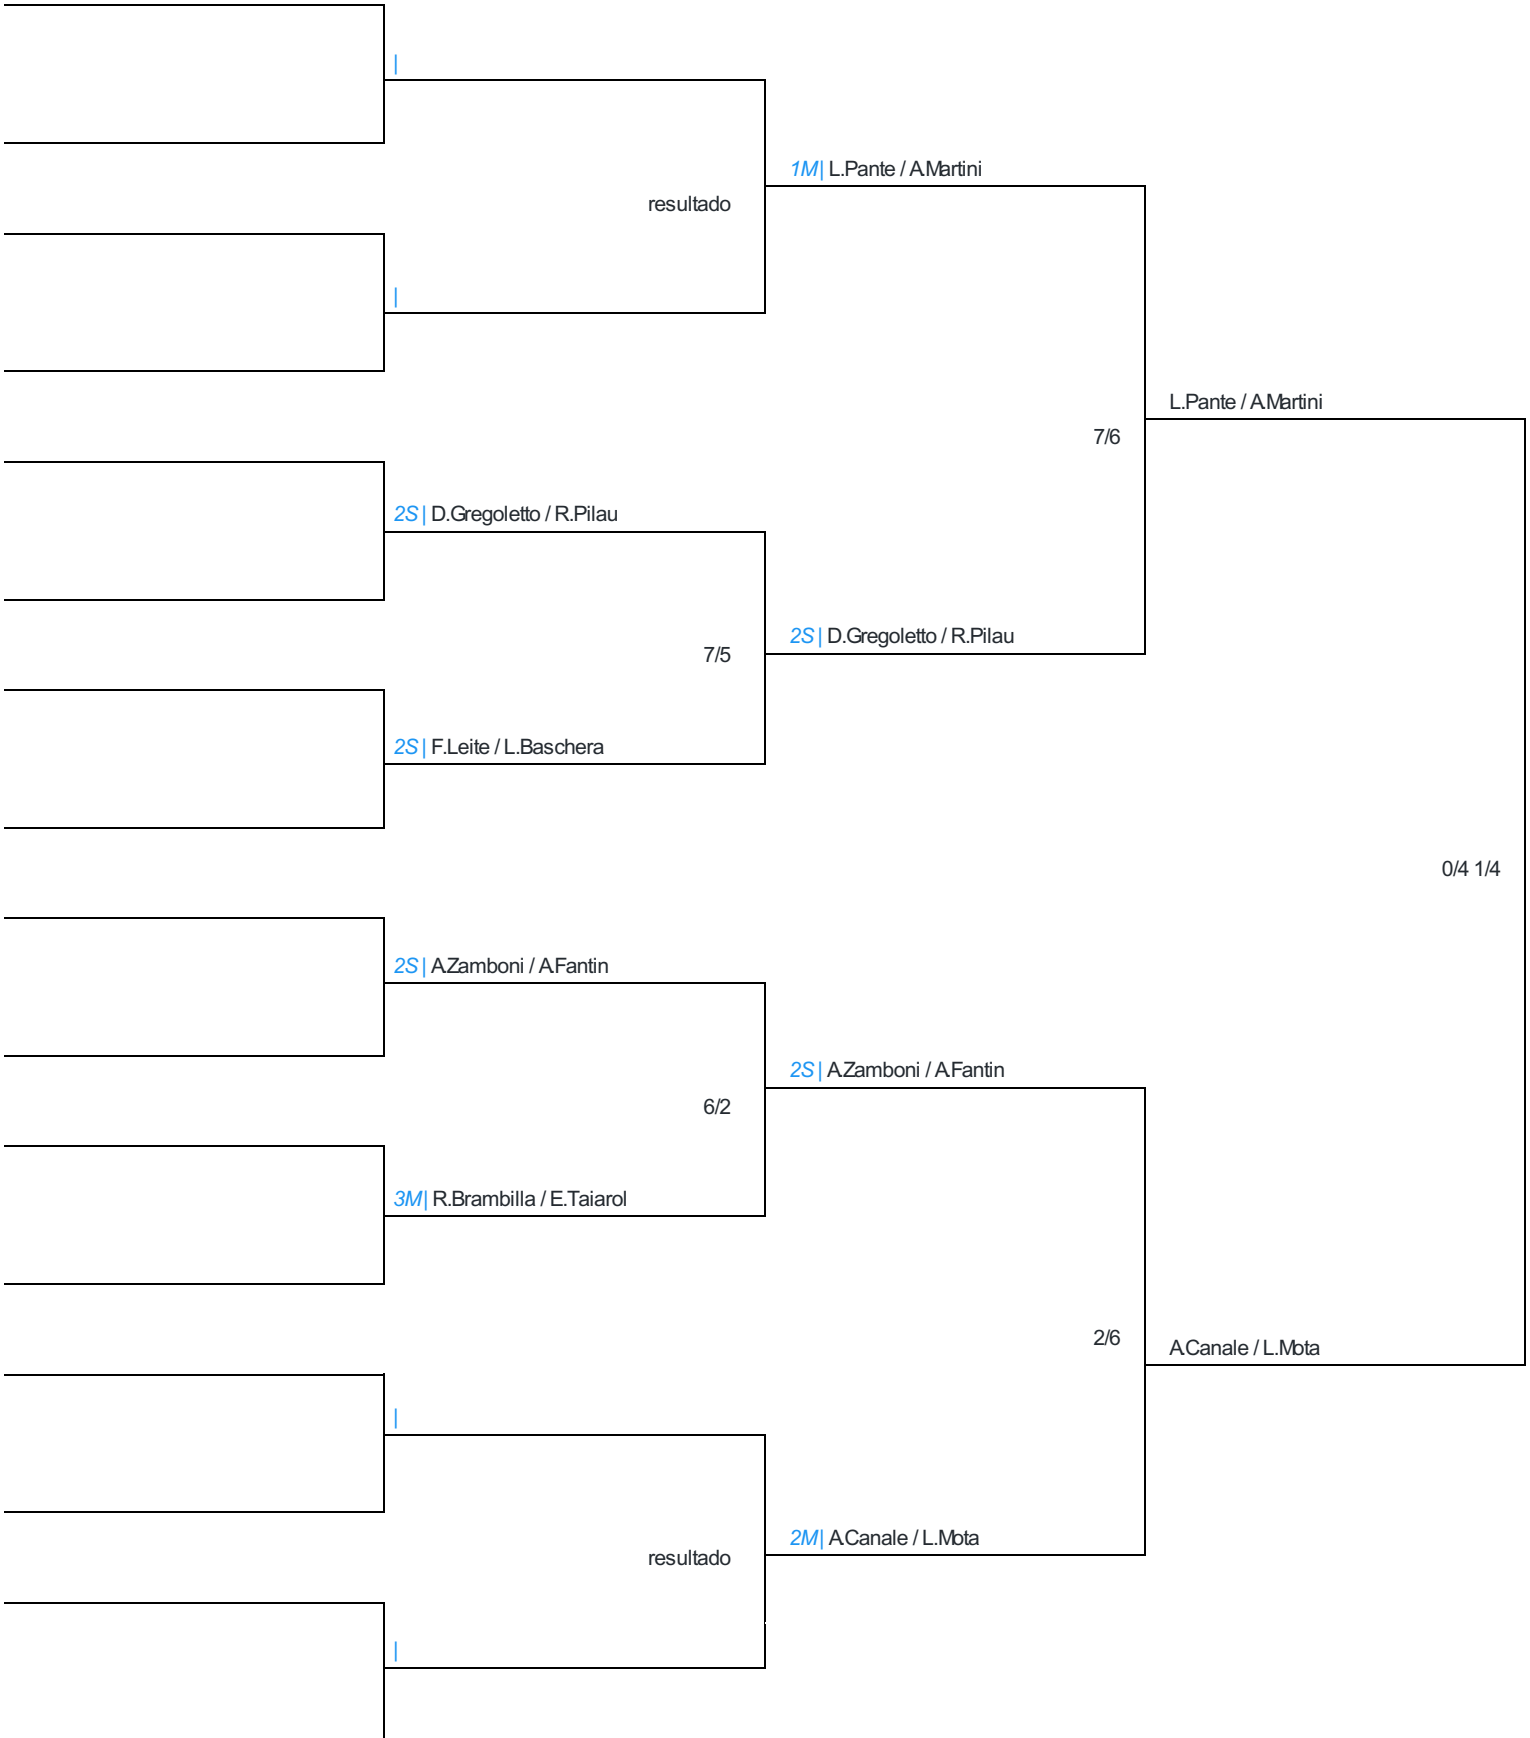 |
1M| L.Pante / A.Martini
resultado
|
L.Pante / A.Martini
7/6
2S| D.Gregoletto / R.Pilau
2S| D.Gregoletto / R.Pilau
7/5
2S| F.Leite / L.Baschera
0/4 1/4
2S| A.Zamboni / A.Fantin
2S| A.Zamboni / A.Fantin
6/2
3M| R.Brambilla / E.Taiarol
2/6
A.Canale / L.Mota
|
2M| A.Canale / L.Mota
resultado
|